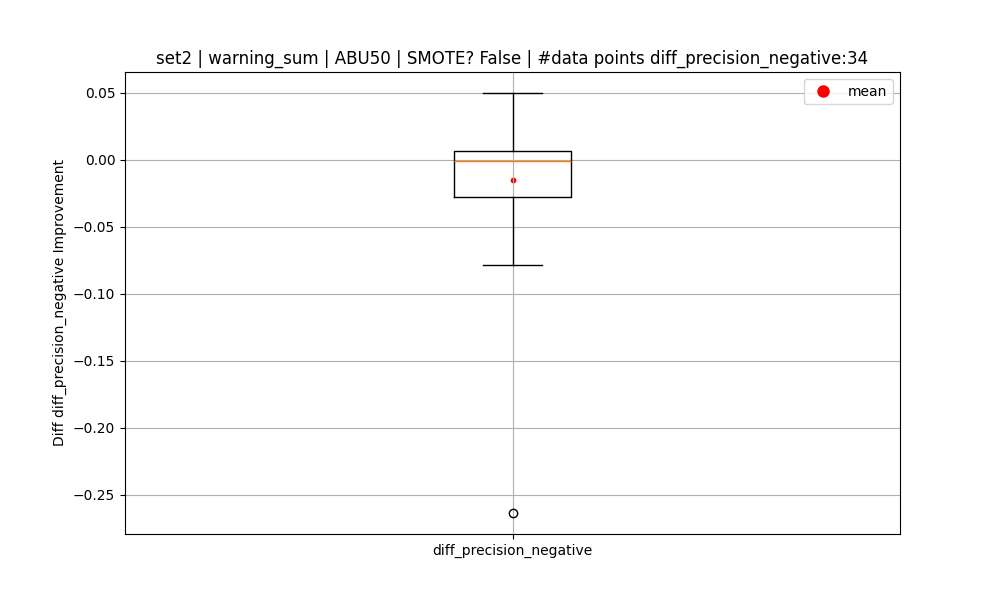 set2 | warning_sum | ABU50 | SMOTE? False | #data points diff_precision_negative:34
mean
0.05
0.00
−0.05
−0.10
−0.15
−0.20
−0.25
Diff diff_precision_negative Improvement
diff_precision_negative